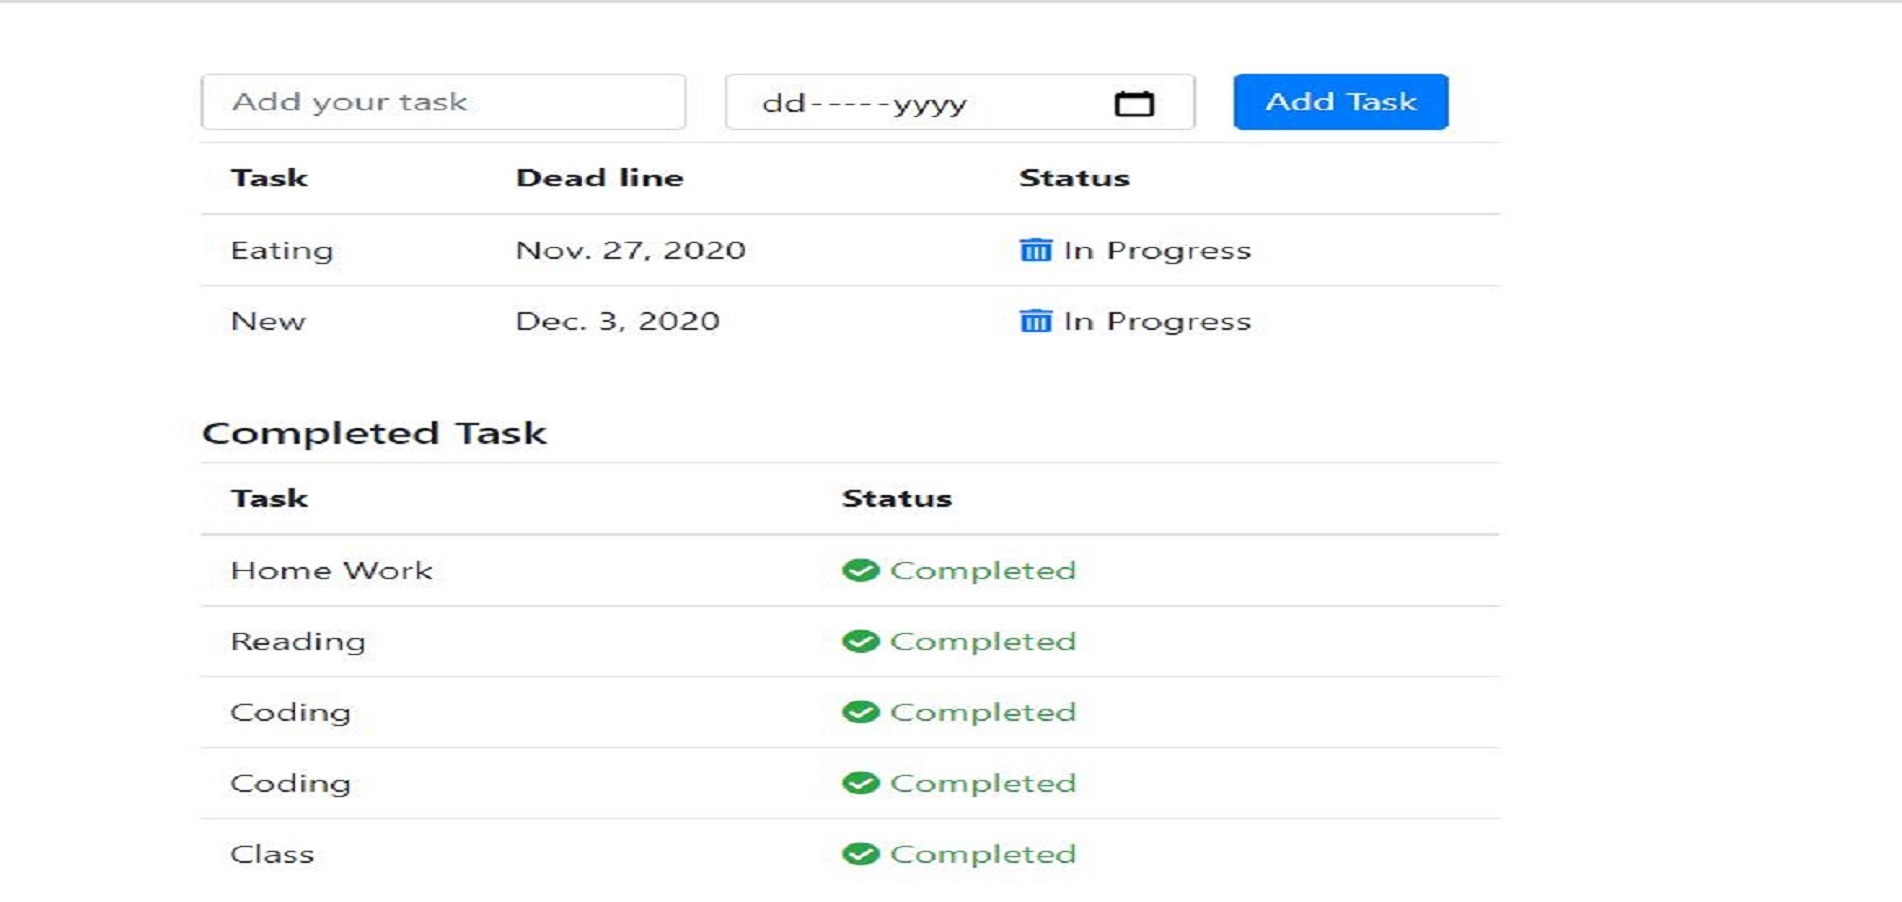 Add your task dd-----yyyy Add Task
Task Dead line Status
Eating Nov. 27, 2020 In Progress
New Dec. 3, 2020 In Progress
Completed Task
Task Status
Home Work Completed
Reading Completed
Coding Completed
Coding Completed
Class Completed